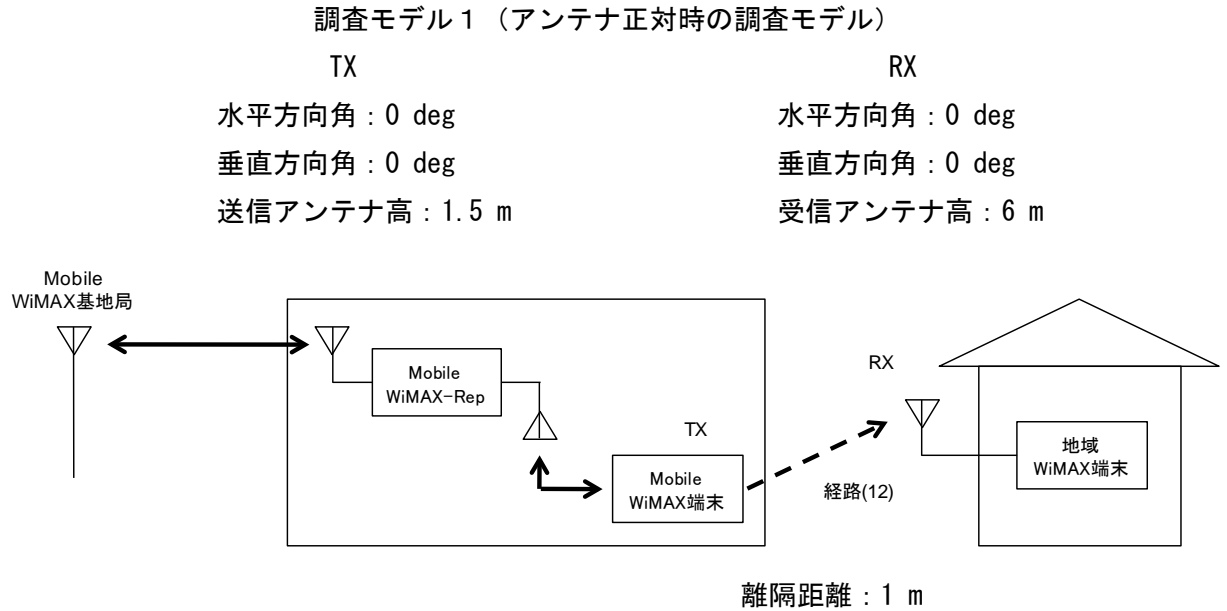 調査モデル１（アンテナ正対時の調査モデル）
TX
水平方向角：0 deg
垂直方向角：0 deg
送信アンテナ高：1.5 m
RX
水平方向角：0 deg
垂直方向角：0 deg
受信アンテナ高：6 m
Mobile
WiMAX基地局
Mobile
WiMAX-Rep
TX
Mobile
WiMAX端末
経路(12)
RX
地域
WiMAX端末
離隔距離：1 m